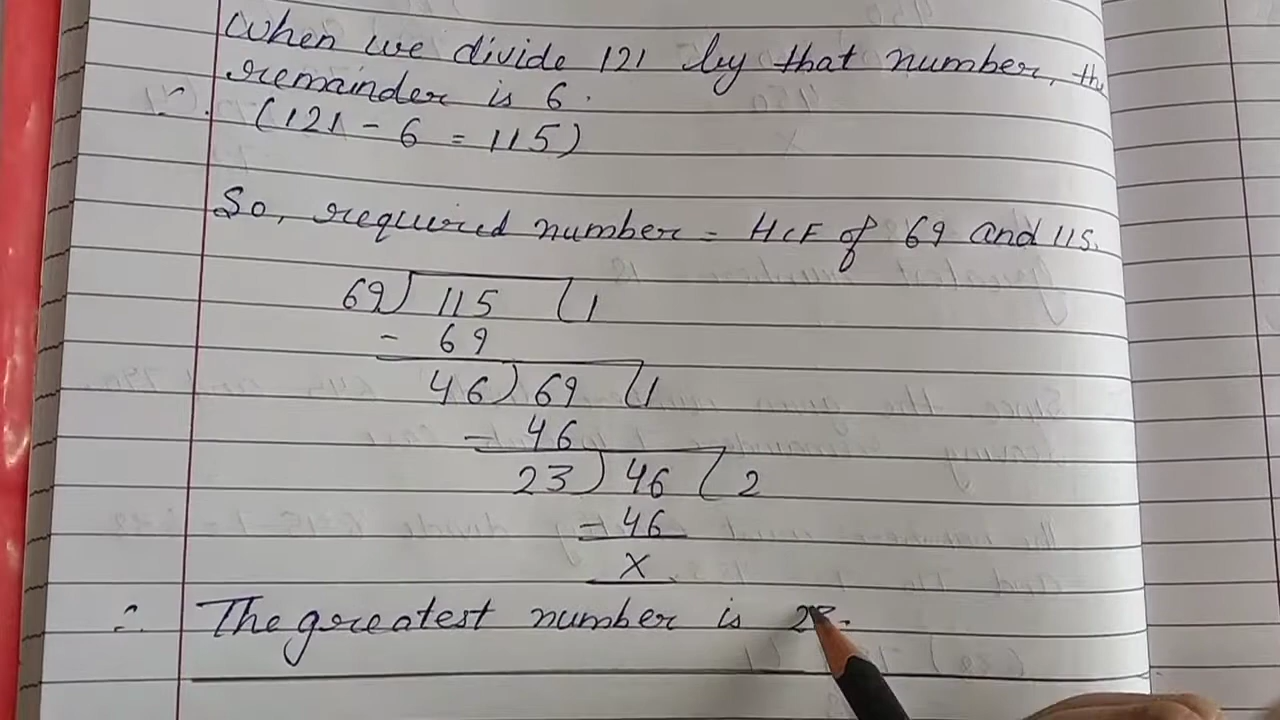 When we divide 121 by that number, the
remainder is 6.
∴ (121 - 6 = 115)
So, required number = HCF of 69 and 115.
69) 115 (1
- 69
46) 69 (1
- 46
23) 46 (2
- 46
x
∴ The greatest number is 23.